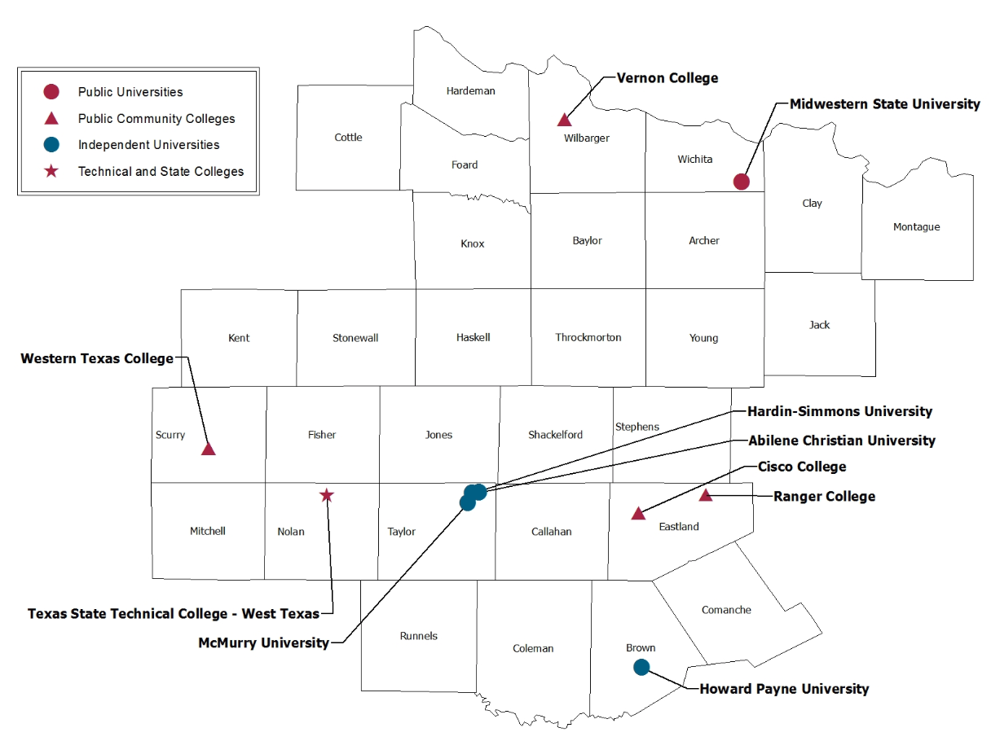 Public Universities
Public Community Colleges
Independent Universities
Technical and State Colleges
Vernon College
Midwestern State University
Hardeman
Cottle
Wilbarger
Wichita
Foard
Clay
Montague
Knox
Baylor
Archer
Kent
Stonewall
Haskell
Throckmorton
Young
Jack
Western Texas College
Scurry
Fisher
Jones
Shackelford
Stephens
Hardin-Simmons University
Abilene Christian University
Cisco College
Ranger College
Mitchell
Nolan
Taylor
Callahan
Eastland
Texas State Technical College - West Texas
McMurry University
Runnels
Coleman
Brown
Comanche
Howard Payne University